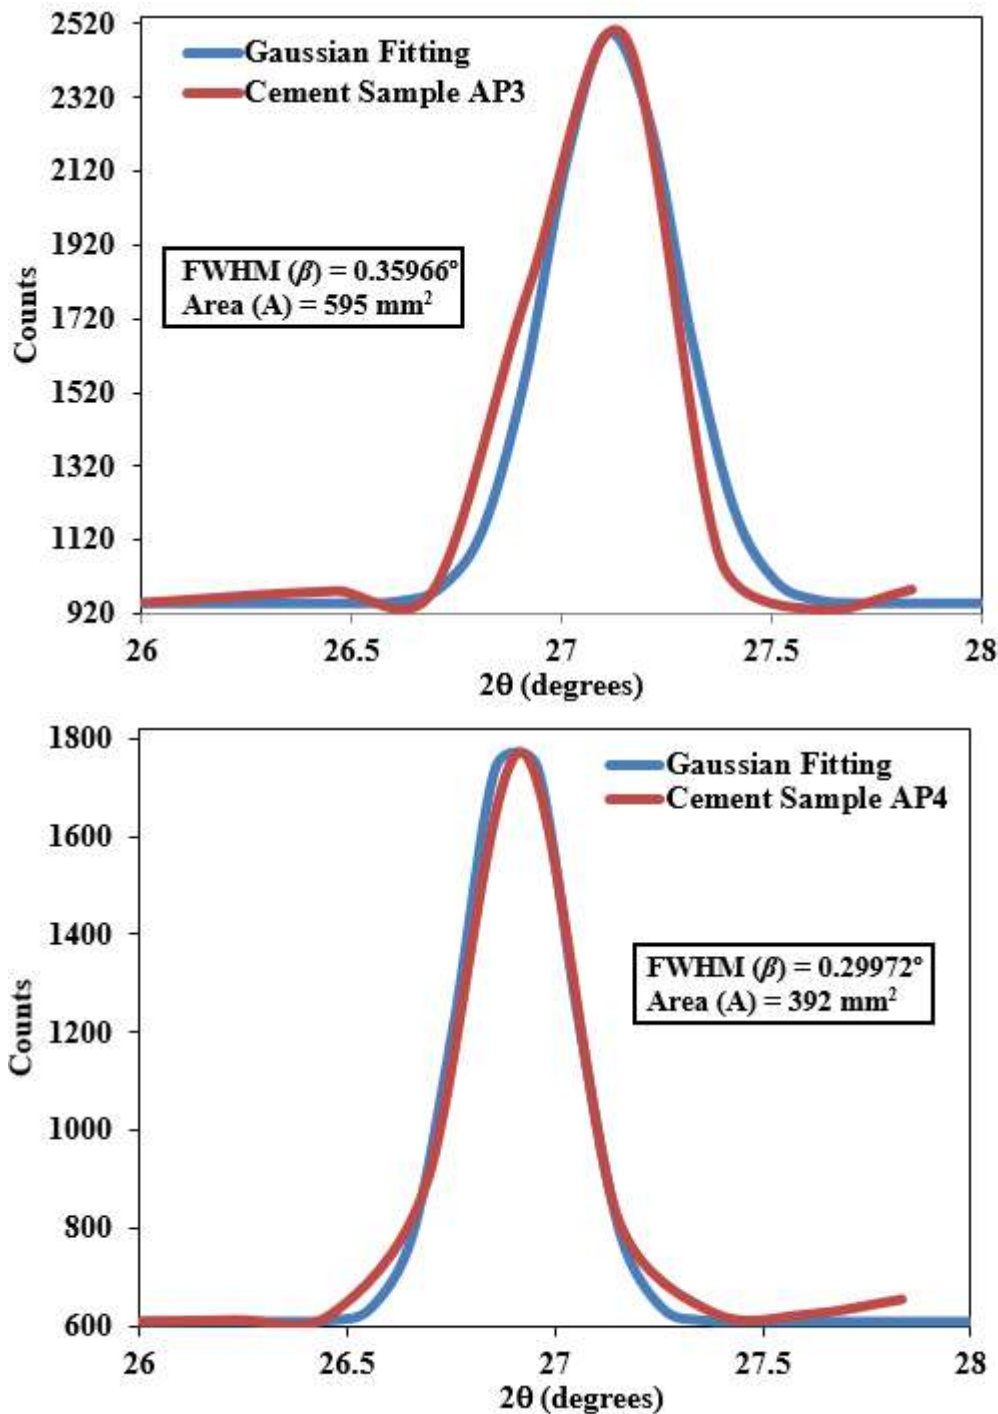 2520
Gaussian Fitting
2320
Cement Sample AP3
2120
1920
FWHM (β) = 0.35966°
Area (A) = 595 mm²
1720
Counts
1520
1320
1120
920
26 26.5 27 27.5 28
2θ (degrees)
1800
Gaussian Fitting
Cement Sample AP4
1600
1400
FWHM (β) = 0.29972°
Area (A) = 392 mm²
1200
Counts
1000
800
600
26 26.5 27 27.5 28
2θ (degrees)